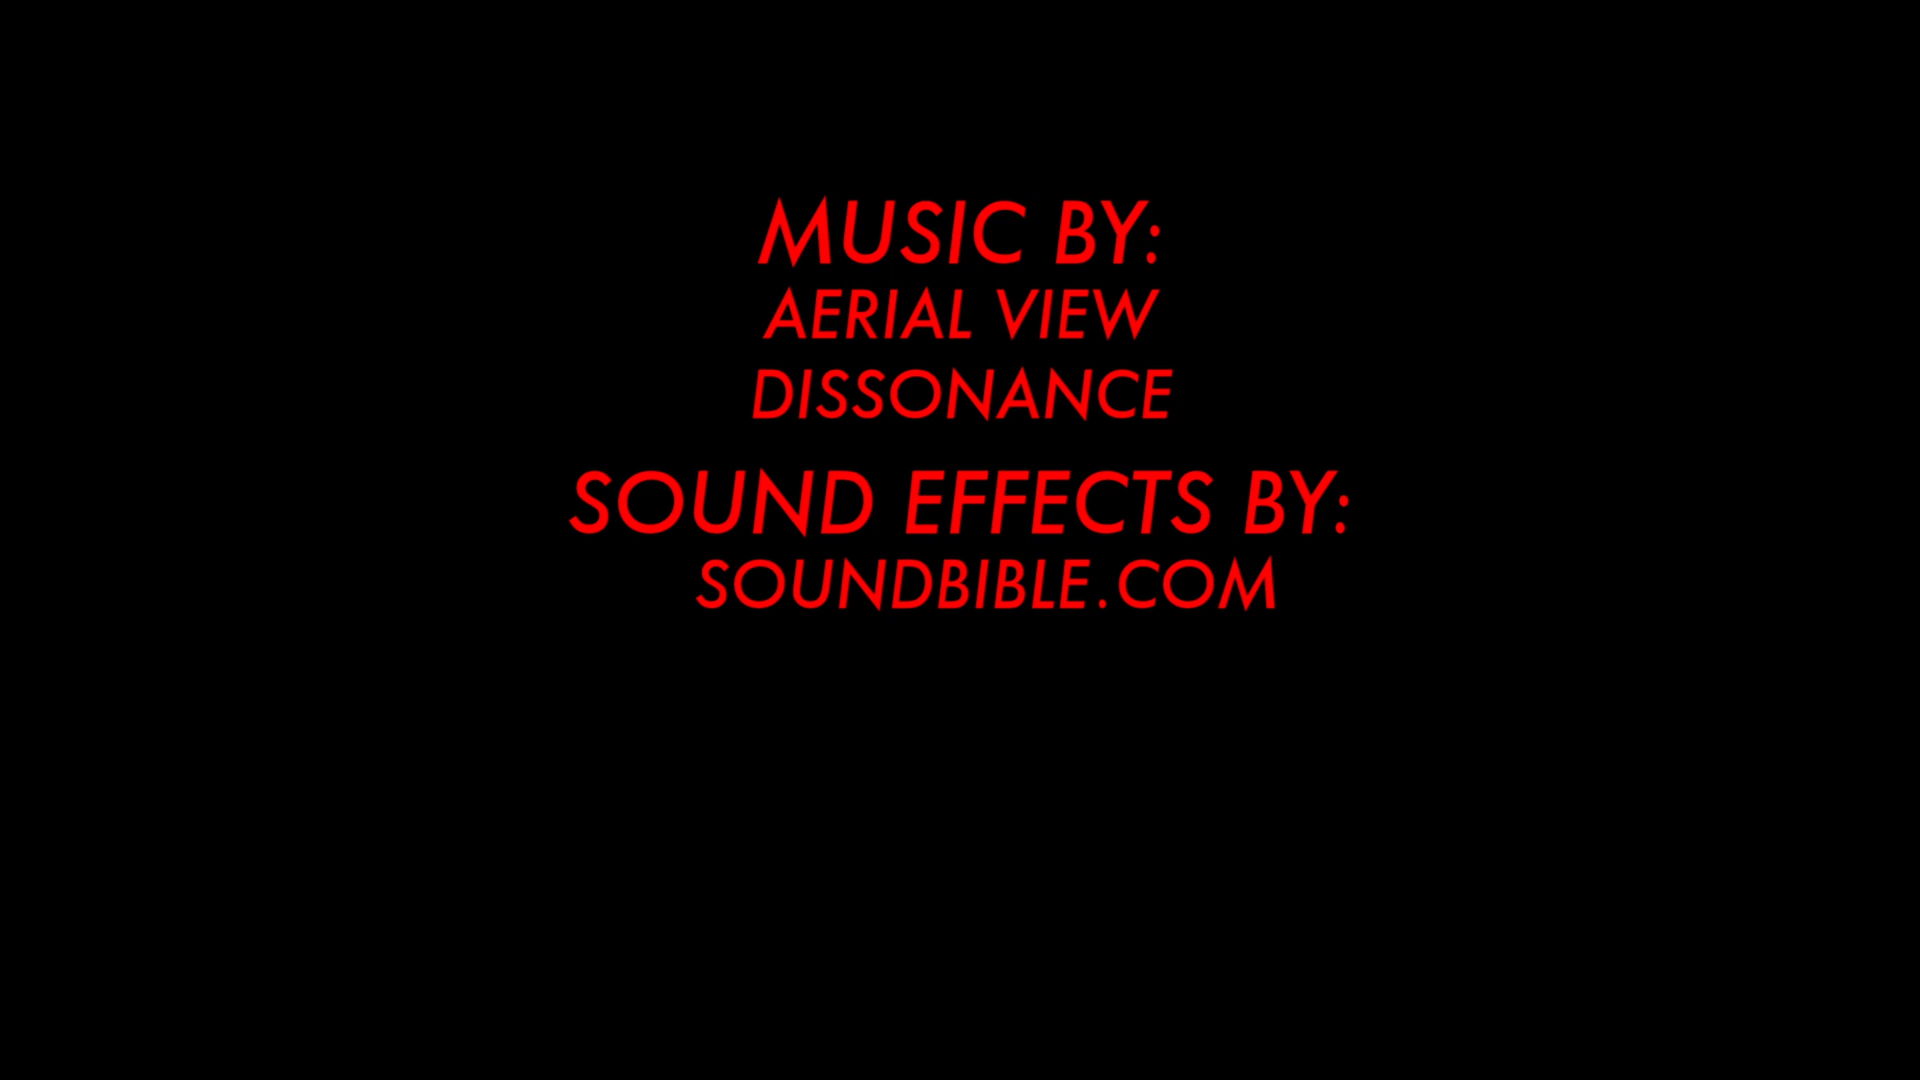 MUSIC BY:
AERIAL VIEW
DISSONANCE
SOUND EFFECTS BY:
SOUNDBIBLE.COM